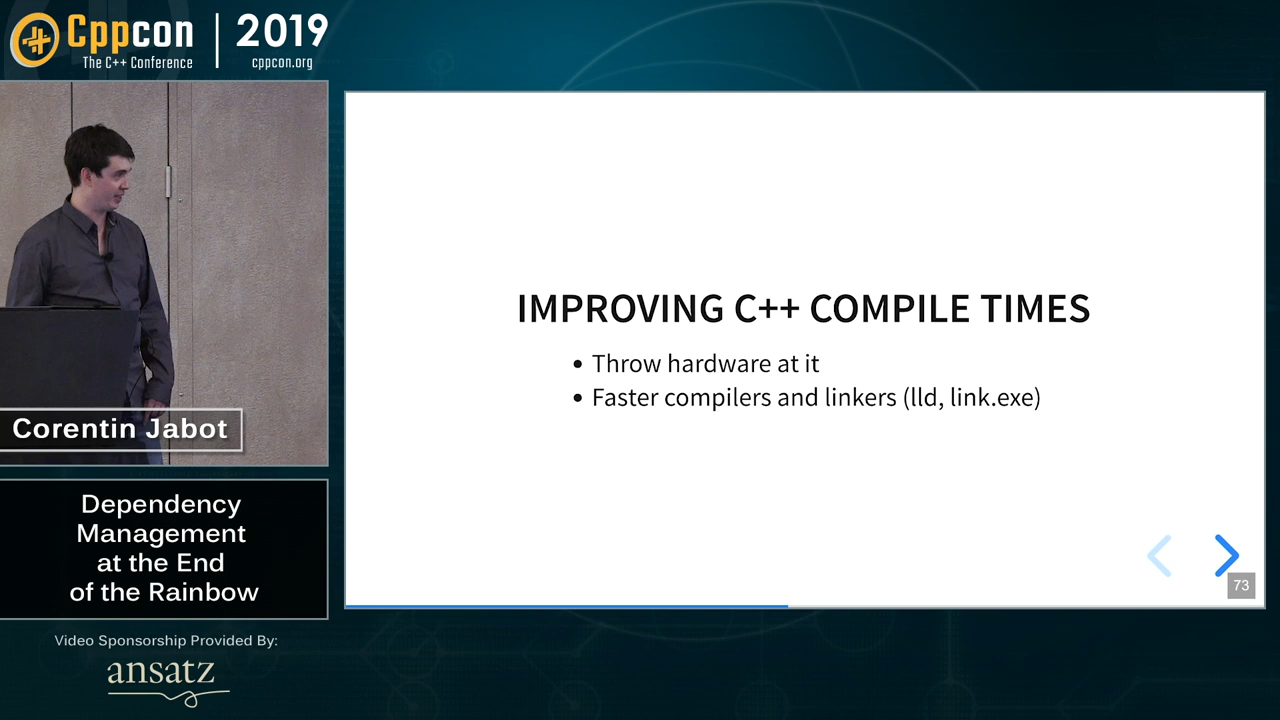 Cppcon
The C++ Conference
2019
cppcon.org
Corentin Jabot
Dependency
Management
at the End
of the Rainbow
Video Sponsorship Provided By:
ansatz
IMPROVING C++ COMPILE TIMES
• Throw hardware at it
• Faster compilers and linkers (lld, link.exe)
73